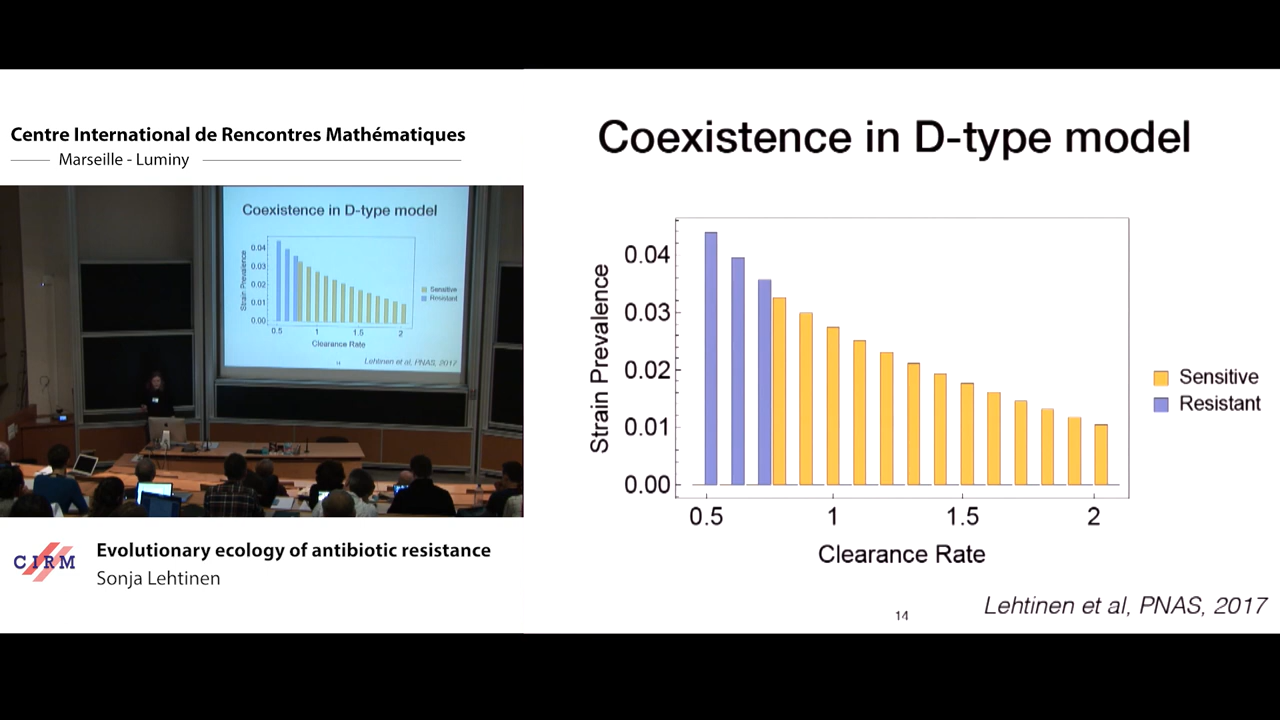 Centre International de Rencontres Mathématiques
Marseille - Luminy
Coexistence in D-type model
Strain Prevalence
0.04
0.03
0.02
0.01
0.00
0.5
1
1.5
2
Clearance Rate
Sensitive
Resistant
14
Lehtinen et al, PNAS, 2017
CIRM
Evolutionary ecology of antibiotic resistance
Sonja Lehtinen
Coexistence in D-type model
Strain Prevalence
0.04
0.03
0.02
0.01
0.00
0.5
1
1.5
2
Clearance Rate
Sensitive
Resistant
14
Lehtinen et al, PNAS, 2017